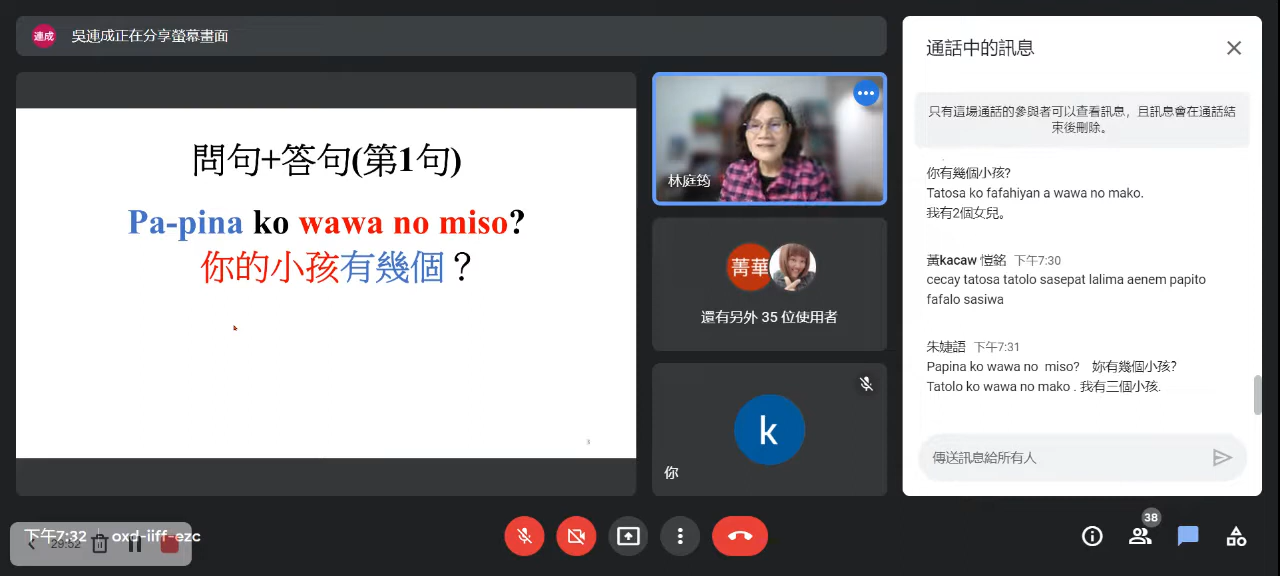 連成 吳連成正在分享螢幕畫面
問句+答句(第1句)
Pa-pina ko wawa no miso?
你的小孩有幾個？
林庭筠
菁華
還有另外 35 位使用者
k
你
通話中的訊息
只有這場通話的參與者可以查看訊息，且訊息會在通話結
束後刪除。
你有幾個小孩?
Tatosa ko fafahiyan a wawa no mako.
我有2個女兒。
黃kacaw 愷銘 下午7:30
cecay tatosa tatolo sasepat lalima aenem papito
fafalo sasiwa
朱婕語 下午7:31
Papina ko wawa no miso? 妳有幾個小孩?
Tatolo ko wawa no mako . 我有三個小孩.
傳送訊息給所有人
下午7:32 | oxd-iiff-ezc
29:52
38